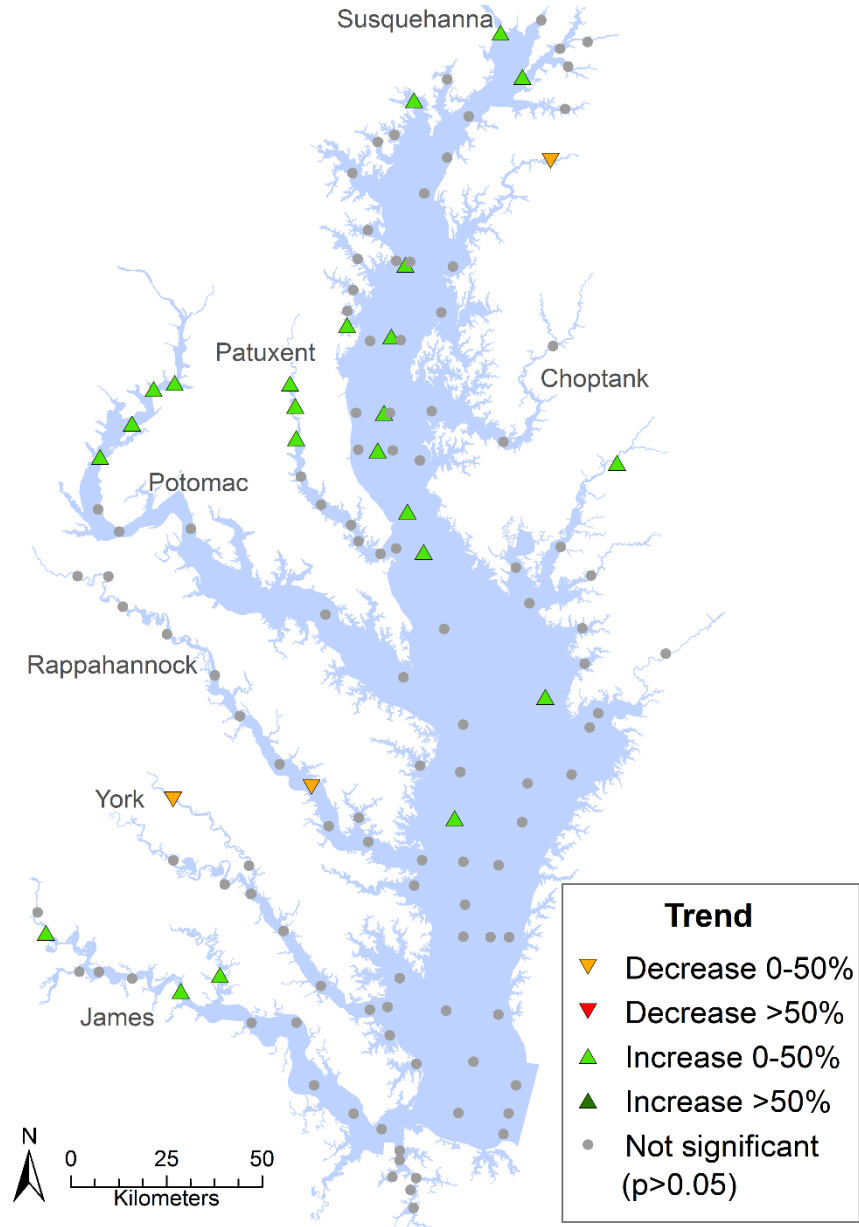 Susquehanna
Patuxent
Choptank
Potomac
Rappahannock
York
James
Trend
Decrease 0-50%
Decrease >50%
Increase 0-50%
Increase >50%
Not significant
(p>0.05)
N
0 25 50
Kilometers